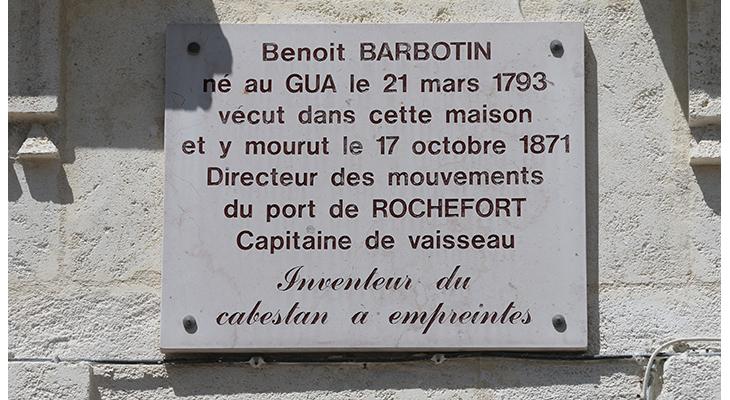 Benoit BARBOTIN
né au GUA le 21 mars 1793
vécut dans cette maison
et y mourut le 17 octobre 1871
Directeur des mouvements
du port de ROCHEFORT
Capitaine de vaisseau
Inventeur du
cabestan à empreintes